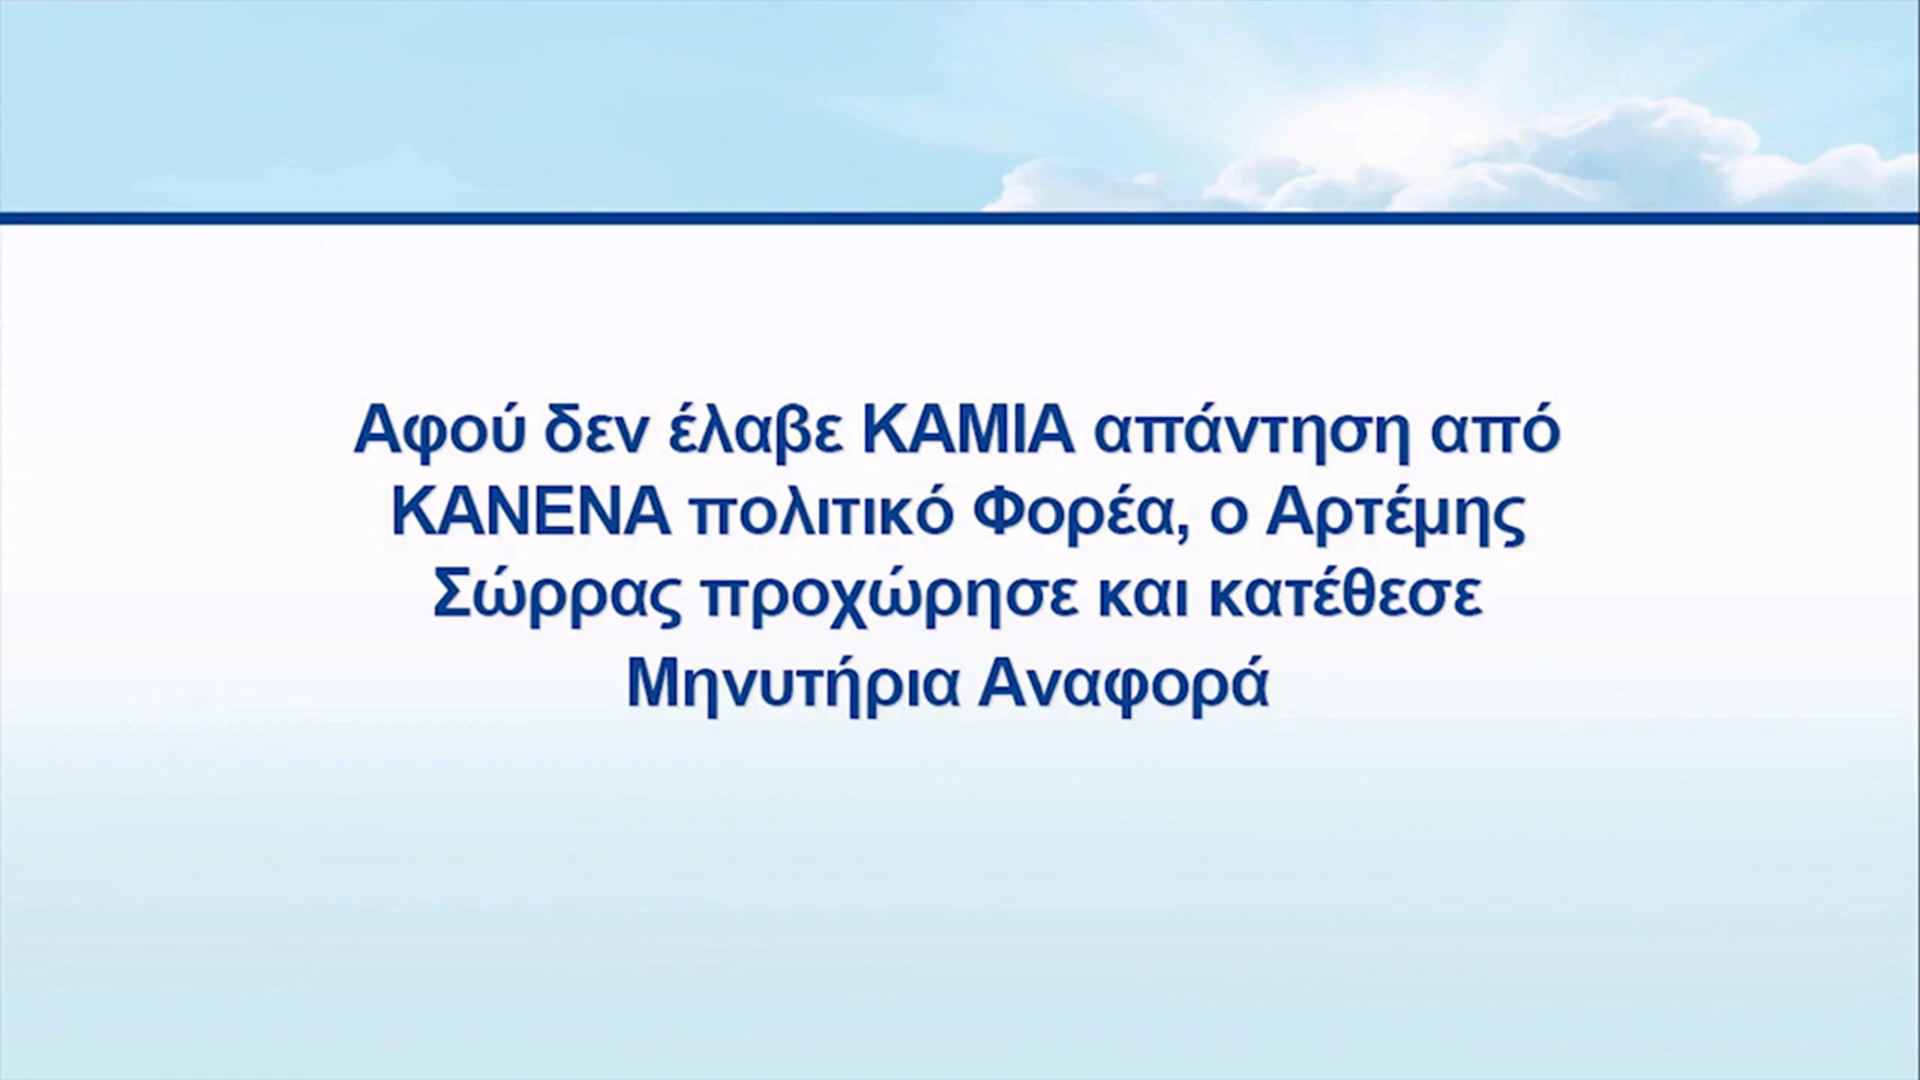 Αφού δεν έλαβε ΚΑΜΙΑ απάντηση από
ΚΑΝΕΝΑ πολιτικό Φορέα, ο Αρτέμης
Σώρρας προχώρησε και κατέθεσε
Μηνυτήρια Αναφορά